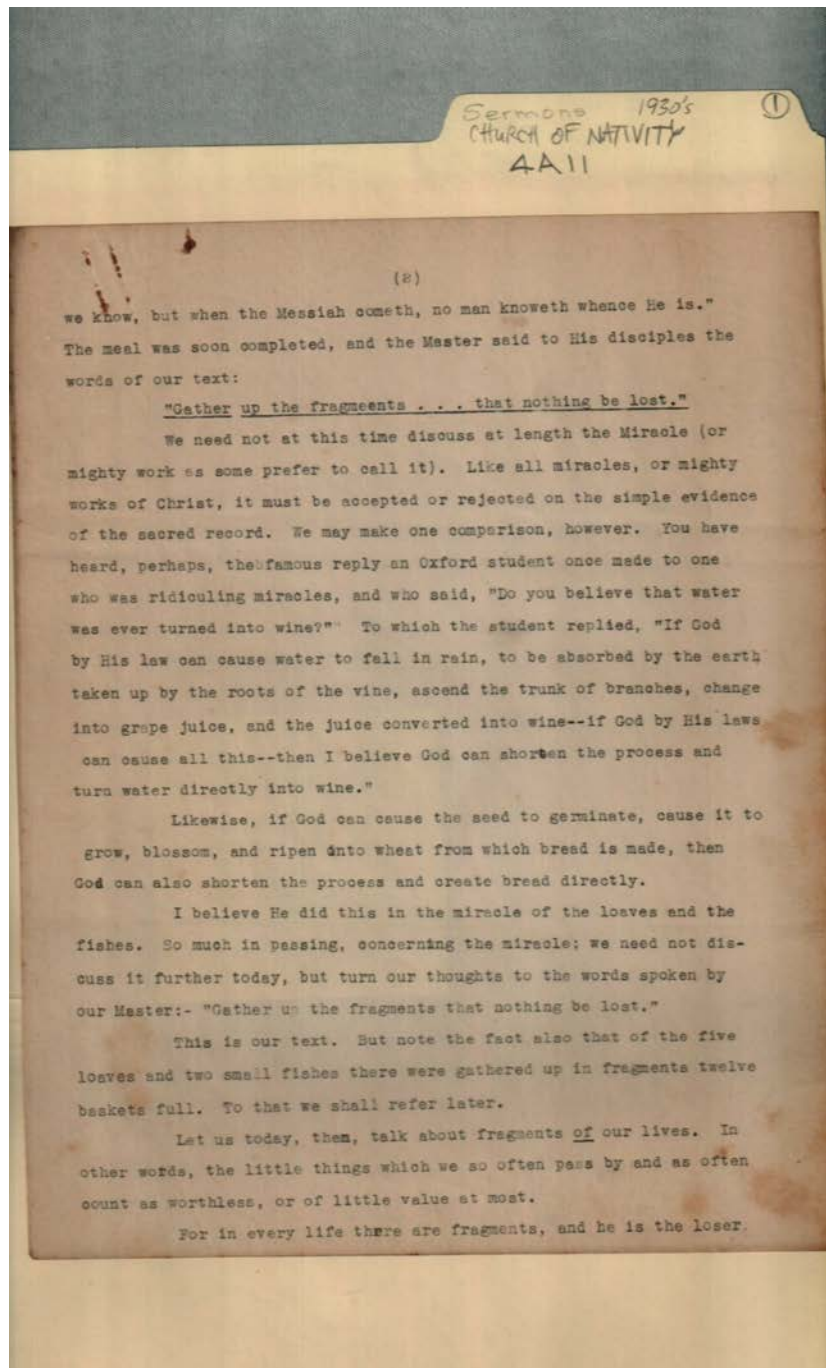 Sermons 1930's ①
CHURCH OF NATIVITY
4A11
(2)
we know, but when the Messiah cometh, no man knoweth whence He is."
The meal was soon completed, and the Master said to His disciples the
words of our text:
"Gather up the fragmeents . . . that nothing be lost."
We need not at this time discuss at length the Miracle (or
mighty work as some prefer to call it). Like all miracles, or mighty
works of Christ, it must be accepted or rejected on the simple evidence
of the sacred record. We may make one comparison, however. You have
heard, perhaps, the famous reply an Oxford student once made to one
who was ridiculing miracles, and who said, "Do you believe that water
was ever turned into wine?" To which the student replied, "If God
by His law can cause water to fall in rain, to be absorbed by the earth
taken up by the roots of the vine, ascend the trunk of branches, change
into grape juice, and the juice converted into wine--if God by His laws
can cause all this--then I believe God can shorten the process and
turn water directly into wine."
Likewise, if God can cause the seed to germinate, cause it to
grow, blossom, and ripen into wheat from which bread is made, then
God can also shorten the process and create bread directly.
I believe He did this in the miracle of the loaves and the
fishes. So much in passing, concerning the miracle; we need not dis-
cuss it further today, but turn our thoughts to the words spoken by
our Master:- "Gather up the fragments that nothing be lost."
This is our text. But note the fact also that of the five
loaves and two small fishes there were gathered up in fragments twelve
baskets full. To that we shall refer later.
Let us today, them, talk about fragments of our lives. In
other words, the little things which we so often pass by and as often
count as worthless, or of little value at most.
For in every life there are fragments, and he is the loser